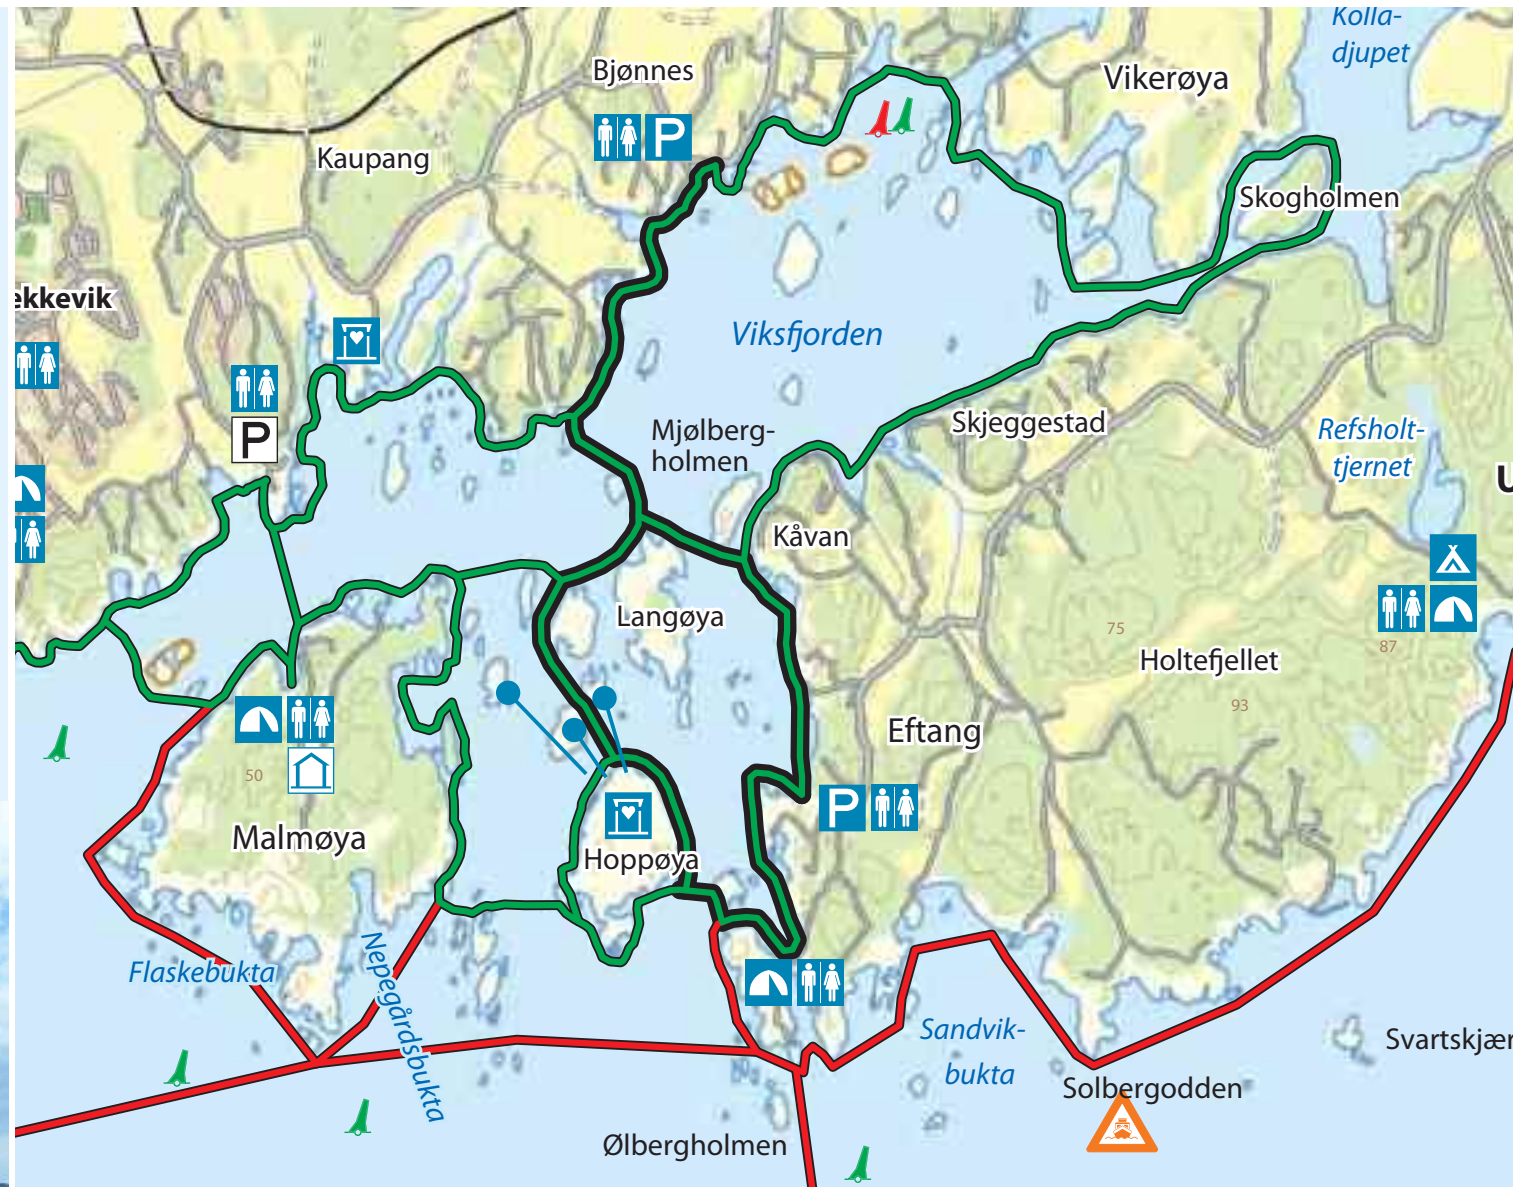 Kolla-
djupet
Bjønnes
Vikerøya
P
Kaupang
Skogholmen
ekkevik
Viksfjorden
P
Mjølberg-
holmen
Skjeggestad
Refsholt-
tjernet
U
Kåvan
Langøya
75
Holtefjellet
87
93
Eftang
50
P
Malmøya
Hoppøya
Flaskebukta
Nepegårdsbukta
Sandvik-
bukta
Svartskjær
Solbergodden
Ølbergholmen